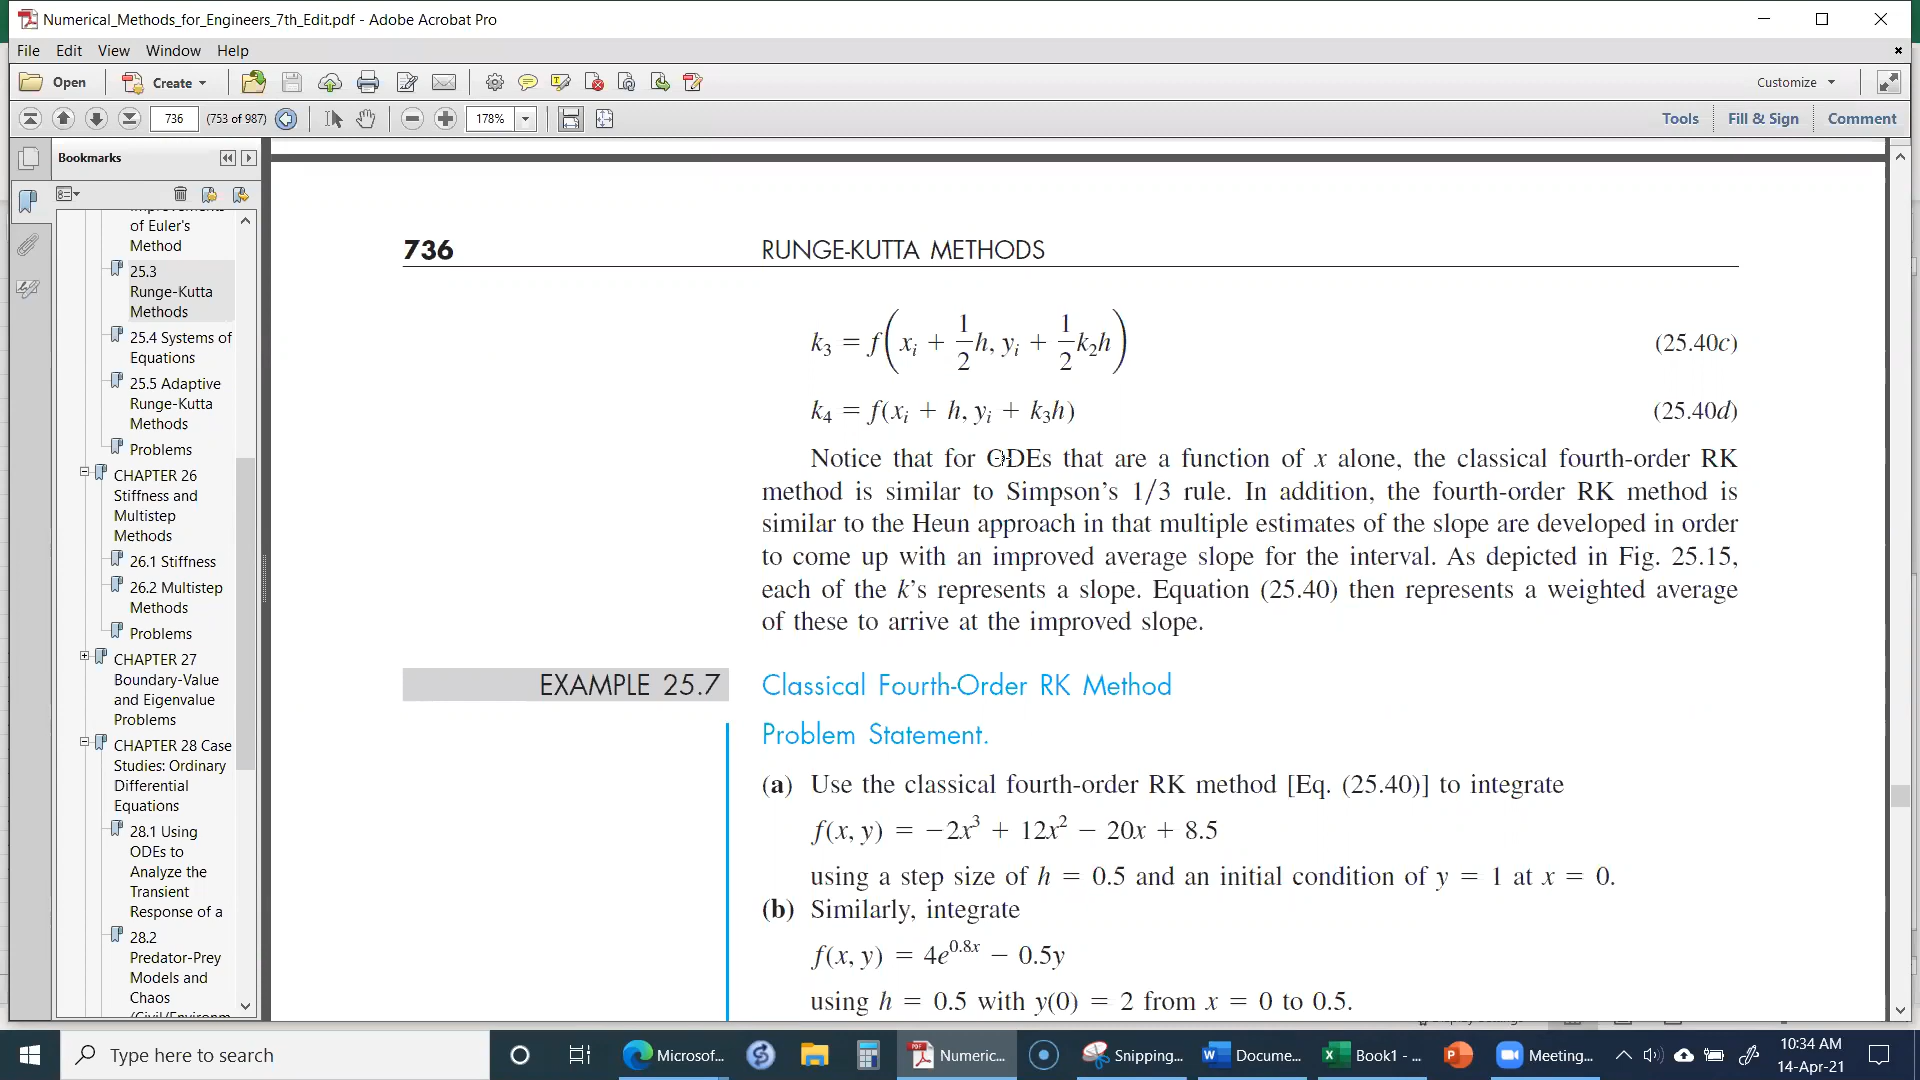 Numerical_Methods_for_Engineers_7th_Edit.pdf - Adobe Acrobat Pro
File Edit View Window Help
Open Create Customize
736 (753 of 987) 178% Tools Fill & Sign Comment
Bookmarks
of Euler's
Method
25.3
Runge-Kutta
Methods
25.4 Systems of
Equations
25.5 Adaptive
Runge-Kutta
Methods
Problems
CHAPTER 26
Stiffness and
Multistep
Methods
26.1 Stiffness
26.2 Multistep
Methods
Problems
CHAPTER 27
Boundary-Value
and Eigenvalue
Problems
CHAPTER 28 Case
Studies: Ordinary
Differential
Equations
28.1 Using
ODEs to
Analyze the
Transient
Response of a
28.2
Predator-Prey
Models and
Chaos
736 RUNGE-KUTTA METHODS
k₃ = f(xᵢ + 1/2 h, yᵢ + 1/2 k₂h) (25.40c)
k₄ = f(xᵢ + h, yᵢ + k₃h) (25.40d)
Notice that for ODEs that are a function of x alone, the classical fourth-order RK
method is similar to Simpson’s 1/3 rule. In addition, the fourth-order RK method is
similar to the Heun approach in that multiple estimates of the slope are developed in order
to come up with an improved average slope for the interval. As depicted in Fig. 25.15,
each of the k’s represents a slope. Equation (25.40) then represents a weighted average
of these to arrive at the improved slope.
EXAMPLE 25.7 Classical Fourth-Order RK Method
Problem Statement.
(a) Use the classical fourth-order RK method [Eq. (25.40)] to integrate
f(x, y) = −2x³ + 12x² − 20x + 8.5
using a step size of h = 0.5 and an initial condition of y = 1 at x = 0.
(b) Similarly, integrate
f(x, y) = 4e^0.8x − 0.5y
using h = 0.5 with y(0) = 2 from x = 0 to 0.5.
Type here to search Microsof... Numeric... Snipping... Docume... Book1 - ... Meeting... 10:34 AM
14-Apr-21